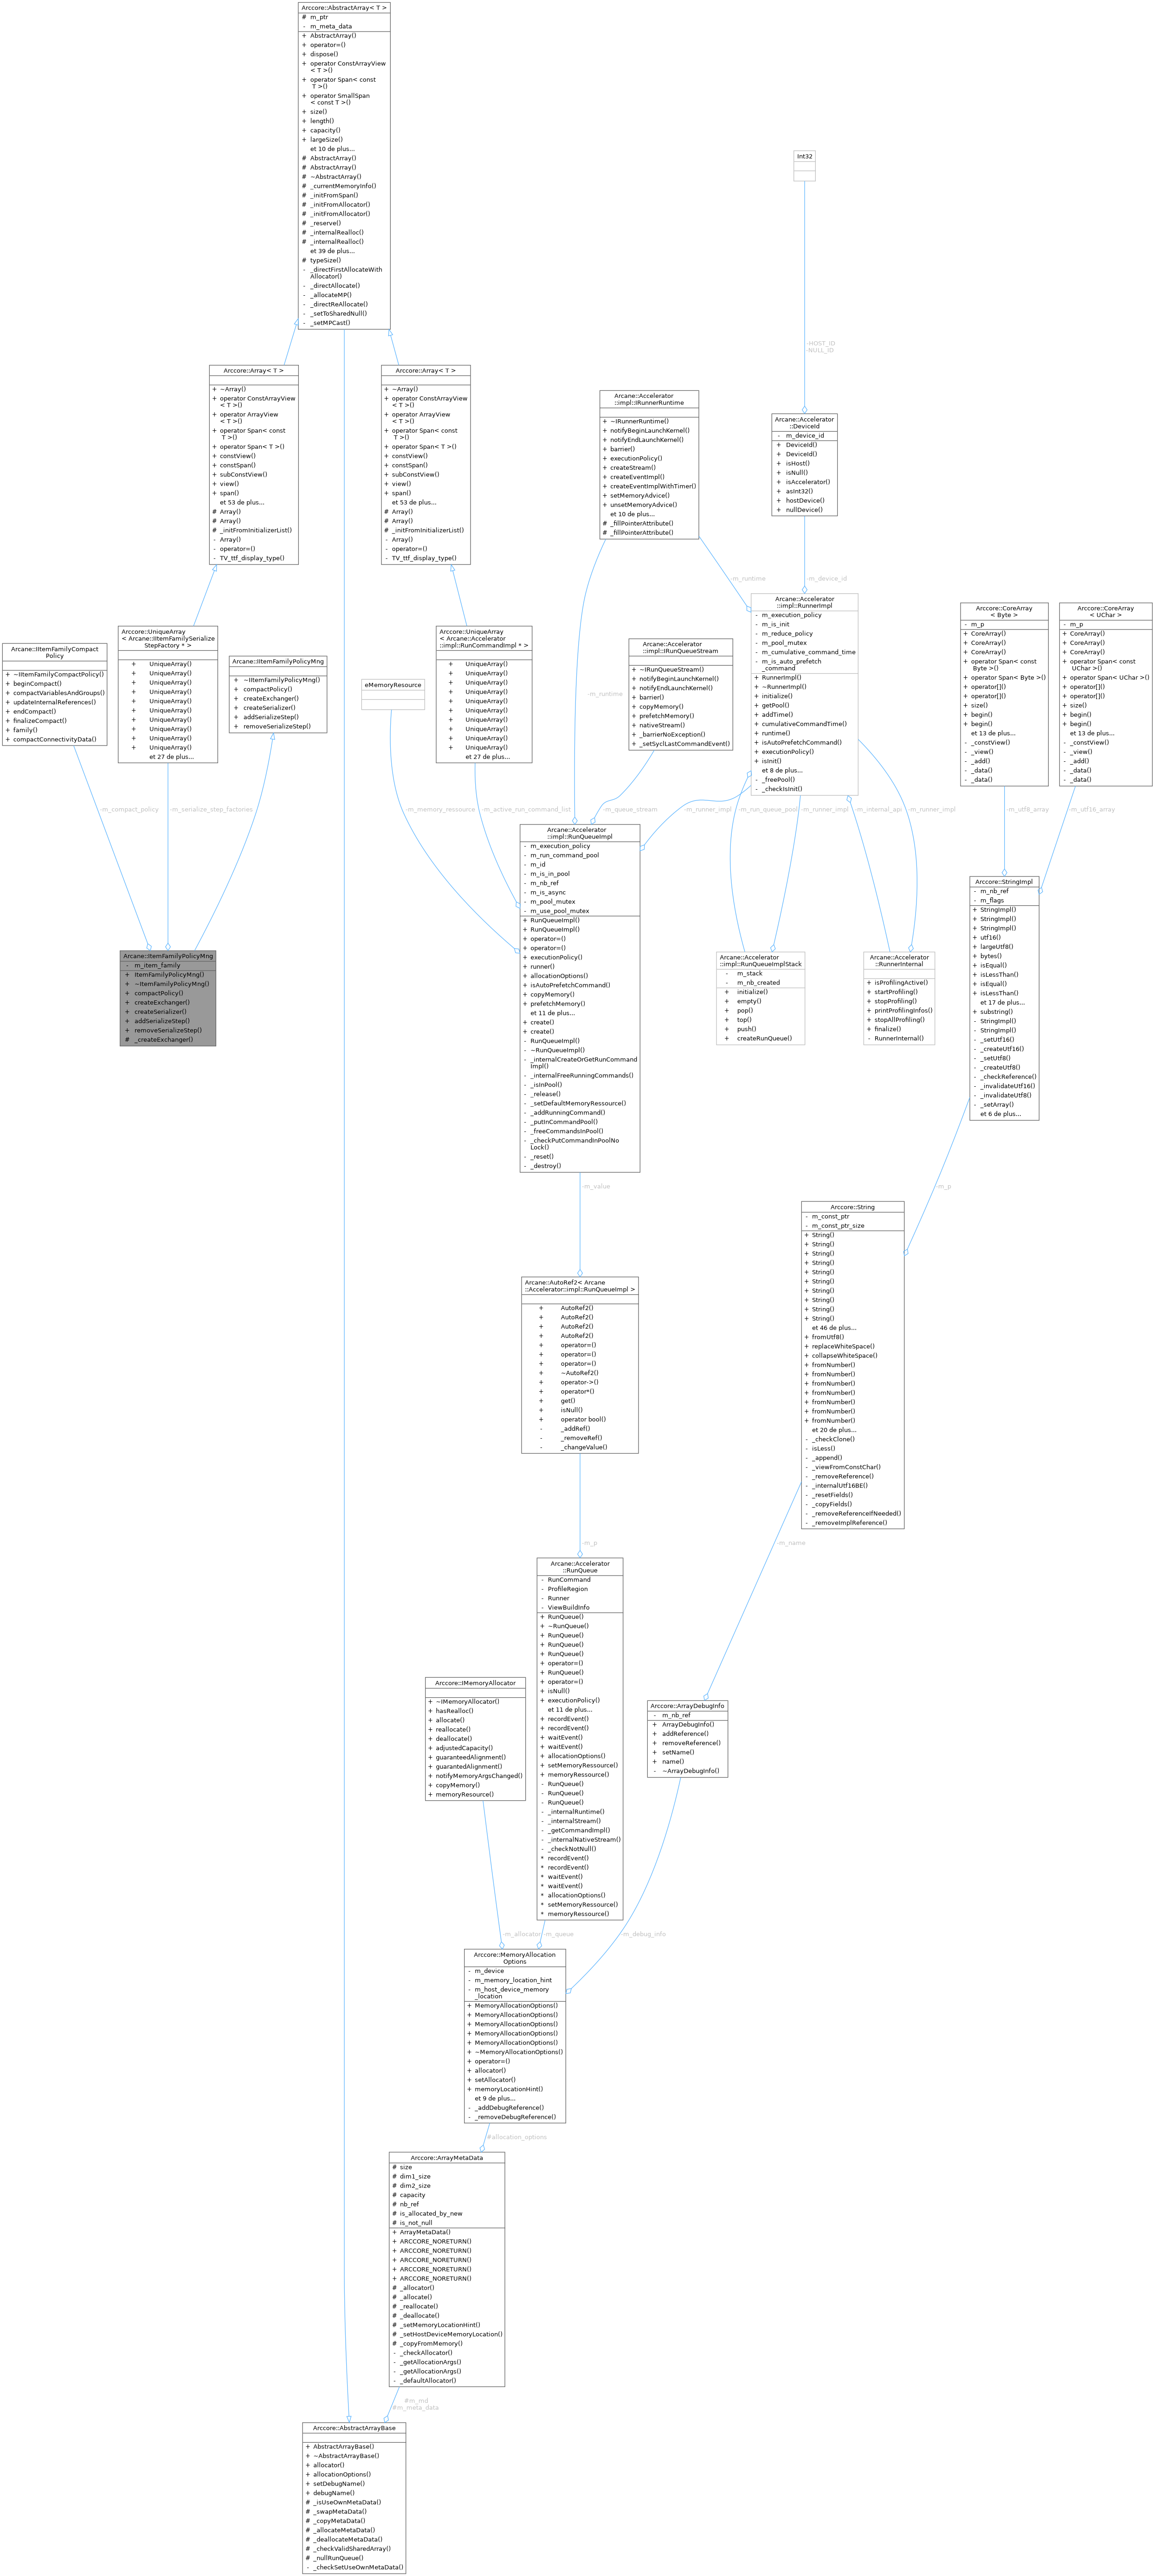 Arccore::AbstractArray< T >
# m_ptr
- m_meta_data
+ AbstractArray()
+ operator=()
+ dispose()
+ operator ConstArrayView
< T >()
+ operator Span< const
T >()
+ operator SmallSpan
< const T >()
+ size()
+ length()
+ capacity()
+ largeSize()
et 10 de plus...
# AbstractArray()
# AbstractArray()
# ~AbstractArray()
# _currentMemoryInfo()
# _initFromSpan()
# _initFromAllocator()
# _initFromAllocator()
# _reserve()
# _internalRealloc()
# _internalRealloc()
et 39 de plus...
# typeSize()
- _directFirstAllocateWith
Allocator()
- _directAllocate()
- _allocateMP()
- _directReAllocate()
- _setToSharedNull()
- _setMPCast()
Int32
-HOST_ID
-NULL_ID
Arccore::Array< T >
+ ~Array()
+ operator ConstArrayView
< T >()
+ operator ArrayView
< T >()
+ operator Span< const
T >()
+ operator Span< T >()
+ constView()
+ constSpan()
+ subConstView()
+ view()
+ span()
et 53 de plus...
# Array()
# Array()
# _initFromInitializerList()
- Array()
- operator=()
- TV_ttf_display_type()
Arccore::Array< T >
+ ~Array()
+ operator ConstArrayView
< T >()
+ operator ArrayView
< T >()
+ operator Span< const
T >()
+ operator Span< T >()
+ constView()
+ constSpan()
+ subConstView()
+ view()
+ span()
et 53 de plus...
# Array()
# Array()
# _initFromInitializerList()
- Array()
- operator=()
- TV_ttf_display_type()
Arcane::Accelerator
::impl::IRunnerRuntime
+ ~IRunnerRuntime()
+ notifyBeginLaunchKernel()
+ notifyEndLaunchKernel()
+ barrier()
+ executionPolicy()
+ createStream()
+ createEventImpl()
+ createEventImplWithTimer()
+ setMemoryAdvice()
+ unsetMemoryAdvice()
et 10 de plus...
# _fillPointerAttribute()
# _fillPointerAttribute()
Arcane::Accelerator
::DeviceId
- m_device_id
+ DeviceId()
+ DeviceId()
+ isHost()
+ isNull()
+ isAccelerator()
+ asInt32()
+ hostDevice()
+ nullDevice()
-m_runtime
-m_device_id
Arcane::IItemFamilyCompact
Policy
+ ~IItemFamilyCompactPolicy()
+ beginCompact()
+ compactVariablesAndGroups()
+ updateInternalReferences()
+ endCompact()
+ finalizeCompact()
+ family()
+ compactConnectivityData()
Arccore::UniqueArray
< Arcane::IItemFamilySerialize
StepFactory * >
+ UniqueArray()
+ UniqueArray()
+ UniqueArray()
+ UniqueArray()
+ UniqueArray()
+ UniqueArray()
+ UniqueArray()
+ UniqueArray()
+ UniqueArray()
+ UniqueArray()
et 27 de plus...
Arcane::IItemFamilyPolicyMng
+ ~IItemFamilyPolicyMng()
+ compactPolicy()
+ createExchanger()
+ createSerializer()
+ addSerializeStep()
+ removeSerializeStep()
eMemoryResource
Arccore::UniqueArray
< Arcane::Accelerator
::impl::RunCommandImpl * >
+ UniqueArray()
+ UniqueArray()
+ UniqueArray()
+ UniqueArray()
+ UniqueArray()
+ UniqueArray()
+ UniqueArray()
+ UniqueArray()
+ UniqueArray()
+ UniqueArray()
et 27 de plus...
-m_runtime
Arcane::Accelerator
::impl::IRunQueueStream
+ ~IRunQueueStream()
+ notifyBeginLaunchKernel()
+ notifyEndLaunchKernel()
+ barrier()
+ copyMemory()
+ prefetchMemory()
+ nativeStream()
+ _barrierNoException()
+ _setSyclLastCommandEvent()
Arcane::Accelerator
::impl::RunnerImpl
- m_execution_policy
- m_is_init
- m_reduce_policy
- m_pool_mutex
- m_cumulative_command_time
- m_is_auto_prefetch
_command
+ RunnerImpl()
+ ~RunnerImpl()
+ initialize()
+ getPool()
+ addTime()
+ cumulativeCommandTime()
+ runtime()
+ isAutoPrefetchCommand()
+ executionPolicy()
+ isInit()
et 8 de plus...
- _freePool()
- _checkIsInit()
Arccore::CoreArray
< Byte >
- m_p
+ CoreArray()
+ CoreArray()
+ CoreArray()
+ operator Span< const
Byte >()
+ operator Span< Byte >()
+ operator[]()
+ operator[]()
+ size()
+ begin()
+ begin()
et 13 de plus...
- _constView()
- _view()
- _add()
- _data()
- _data()
Arccore::CoreArray
< UChar >
- m_p
+ CoreArray()
+ CoreArray()
+ CoreArray()
+ operator Span< const
UChar >()
+ operator Span< UChar >()
+ operator[]()
+ operator[]()
+ size()
+ begin()
+ begin()
et 13 de plus...
- _constView()
- _view()
- _add()
- _data()
- _data()
-m_compact_policy
-m_serialize_step_factories
-m_memory_ressource
-m_active_run_command_list
-m_queue_stream
-m_runner_impl
-m_run_queue_pool
-m_runner_impl
-m_internal_api
-m_runner_impl
-m_utf8_array
-m_utf16_array
Arcane::ItemFamilyPolicyMng
- m_item_family
+ ItemFamilyPolicyMng()
+ ~ItemFamilyPolicyMng()
+ compactPolicy()
+ createExchanger()
+ createSerializer()
+ addSerializeStep()
+ removeSerializeStep()
# _createExchanger()
Arcane::Accelerator
::impl::RunQueueImpl
- m_execution_policy
- m_run_command_pool
- m_id
- m_is_in_pool
- m_nb_ref
- m_is_async
- m_pool_mutex
- m_use_pool_mutex
+ RunQueueImpl()
+ RunQueueImpl()
+ operator=()
+ operator=()
+ executionPolicy()
+ runner()
+ allocationOptions()
+ isAutoPrefetchCommand()
+ copyMemory()
+ prefetchMemory()
et 11 de plus...
+ create()
+ create()
- RunQueueImpl()
- ~RunQueueImpl()
- _internalCreateOrGetRunCommand
Impl()
- _internalFreeRunningCommands()
- _isInPool()
- _release()
- _setDefaultMemoryRessource()
- _addRunningCommand()
- _putInCommandPool()
- _freeCommandsInPool()
- _checkPutCommandInPoolNo
Lock()
- _reset()
- _destroy()
Arcane::Accelerator
::impl::RunQueueImplStack
- m_stack
- m_nb_created
+ initialize()
+ empty()
+ pop()
+ top()
+ push()
+ createRunQueue()
Arcane::Accelerator
::RunnerInternal
+ isProfilingActive()
+ startProfiling()
+ stopProfiling()
+ printProfilingInfos()
+ stopAllProfiling()
+ finalize()
- RunnerInternal()
Arccore::StringImpl
- m_nb_ref
- m_flags
+ StringImpl()
+ StringImpl()
+ StringImpl()
+ utf16()
+ largeUtf8()
+ bytes()
+ isEqual()
+ isLessThan()
+ isEqual()
+ isLessThan()
et 17 de plus...
+ substring()
- StringImpl()
- StringImpl()
- _setUtf16()
- _createUtf16()
- _setUtf8()
- _createUtf8()
- _checkReference()
- _invalidateUtf16()
- _invalidateUtf8()
- _setArray()
et 6 de plus...
-m_value
-m_p
Arccore::String
- m_const_ptr
- m_const_ptr_size
+ String()
+ String()
+ String()
+ String()
+ String()
+ String()
+ String()
+ String()
+ String()
+ String()
et 46 de plus...
+ fromUtf8()
+ replaceWhiteSpace()
+ collapseWhiteSpace()
+ fromNumber()
+ fromNumber()
+ fromNumber()
+ fromNumber()
+ fromNumber()
+ fromNumber()
+ fromNumber()
et 20 de plus...
- _checkClone()
- isLess()
- _append()
- _viewFromConstChar()
- _removeReference()
- _internalUtf16BE()
- _resetFields()
- _copyFields()
- _removeReferenceIfNeeded()
- _removeImplReference()
Arcane::AutoRef2< Arcane
::Accelerator::impl::RunQueueImpl >
+ AutoRef2()
+ AutoRef2()
+ AutoRef2()
+ AutoRef2()
+ operator=()
+ operator=()
+ operator=()
+ ~AutoRef2()
+ operator->()
+ operator*()
+ get()
+ isNull()
+ operator bool()
- _addRef()
- _removeRef()
- _changeValue()
-m_p
-m_name
Arcane::Accelerator
::RunQueue
- RunCommand
- ProfileRegion
- Runner
- ViewBuildInfo
+ RunQueue()
+ ~RunQueue()
+ RunQueue()
+ RunQueue()
+ RunQueue()
+ operator=()
+ RunQueue()
+ operator=()
+ isNull()
+ executionPolicy()
et 11 de plus...
+ recordEvent()
+ recordEvent()
+ waitEvent()
+ waitEvent()
+ allocationOptions()
+ setMemoryRessource()
+ memoryRessource()
- RunQueue()
- RunQueue()
- RunQueue()
- _internalRuntime()
- _internalStream()
- _getCommandImpl()
- _internalNativeStream()
- _checkNotNull()
* recordEvent()
* recordEvent()
* waitEvent()
* waitEvent()
* allocationOptions()
* setMemoryRessource()
* memoryRessource()
Arccore::IMemoryAllocator
+ ~IMemoryAllocator()
+ hasRealloc()
+ allocate()
+ reallocate()
+ deallocate()
+ adjustedCapacity()
+ guaranteedAlignment()
+ guarantedAlignment()
+ notifyMemoryArgsChanged()
+ copyMemory()
+ memoryResource()
Arccore::ArrayDebugInfo
- m_nb_ref
+ ArrayDebugInfo()
+ addReference()
+ removeReference()
+ setName()
+ name()
- ~ArrayDebugInfo()
-m_allocator
-m_queue
-m_debug_info
Arccore::MemoryAllocation
Options
- m_device
- m_memory_location_hint
- m_host_device_memory
_location
+ MemoryAllocationOptions()
+ MemoryAllocationOptions()
+ MemoryAllocationOptions()
+ MemoryAllocationOptions()
+ MemoryAllocationOptions()
+ ~MemoryAllocationOptions()
+ operator=()
+ allocator()
+ setAllocator()
+ memoryLocationHint()
et 9 de plus...
- _addDebugReference()
- _removeDebugReference()
#allocation_options
Arccore::ArrayMetaData
# size
# dim1_size
# dim2_size
# capacity
# nb_ref
# is_allocated_by_new
# is_not_null
+ ArrayMetaData()
+ ARCCORE_NORETURN()
+ ARCCORE_NORETURN()
+ ARCCORE_NORETURN()
+ ARCCORE_NORETURN()
+ ARCCORE_NORETURN()
# _allocator()
# _allocate()
# _reallocate()
# _deallocate()
# _setMemoryLocationHint()
# _setHostDeviceMemoryLocation()
# _copyFromMemory()
- _checkAllocator()
- _getAllocationArgs()
- _getAllocationArgs()
- _defaultAllocator()
#m_md
#m_meta_data
Arccore::AbstractArrayBase
+ AbstractArrayBase()
+ ~AbstractArrayBase()
+ allocator()
+ allocationOptions()
+ setDebugName()
+ debugName()
# _isUseOwnMetaData()
# _swapMetaData()
# _copyMetaData()
# _allocateMetaData()
# _deallocateMetaData()
# _checkValidSharedArray()
# _nullRunQueue()
- _checkSetUseOwnMetaData()